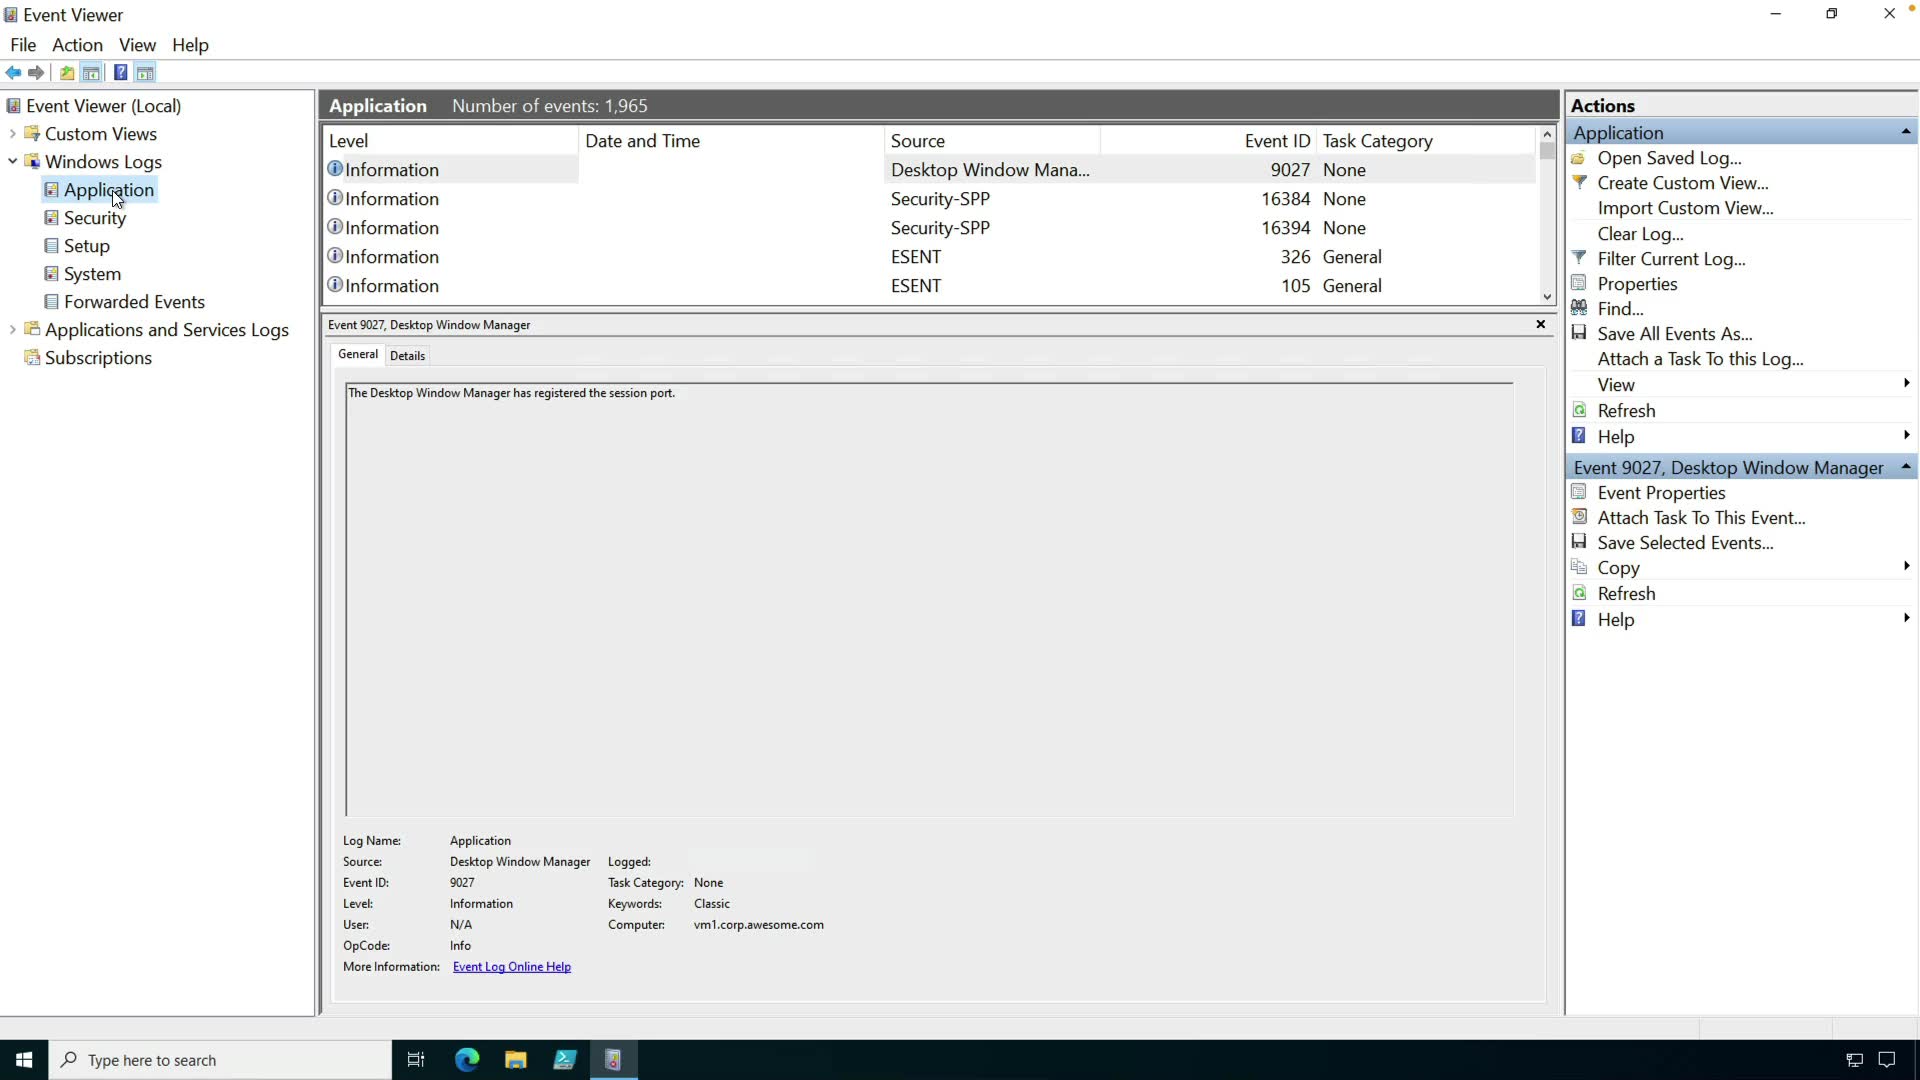 Event Viewer
File Action View Help
Event Viewer (Local)
Custom Views
Windows Logs
Application
Security
Setup
System
Forwarded Events
Applications and Services Logs
Subscriptions
Application Number of events: 1,965
Level Date and Time Source Event ID Task Category
Information Desktop Window Mana... 9027 None
Information Security-SPP 16384 None
Information Security-SPP 16394 None
Information ESENT 326 General
Information ESENT 105 General
Event 9027, Desktop Window Manager
General Details
The Desktop Window Manager has registered the session port.
Log Name: Application
Source: Desktop Window Manager Logged:
Event ID: 9027 Task Category: None
Level: Information Keywords: Classic
User: N/A Computer: vm1.corp.awesome.com
OpCode: Info
More Information: Event Log Online Help
Actions
Application
Open Saved Log...
Create Custom View...
Import Custom View...
Clear Log...
Filter Current Log...
Properties
Find...
Save All Events As...
Attach a Task To this Log...
View
Refresh
Help
Event 9027, Desktop Window Manager
Event Properties
Attach Task To This Event...
Save Selected Events...
Copy
Refresh
Help
Type here to search